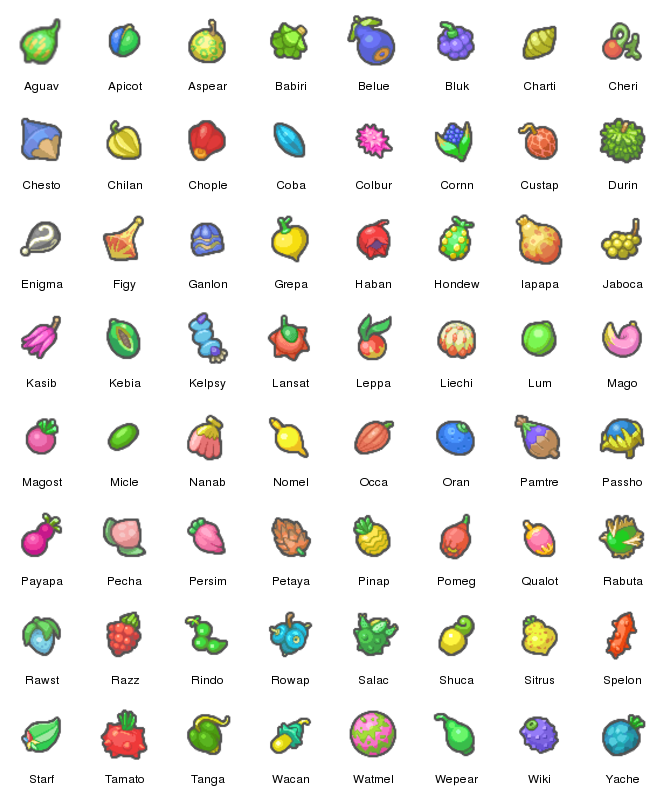 Aguav Apicot Aspear Babiri Belue Bluk Charti Cheri
Chesto Chilan Chople Coba Colbur Cornn Custap Durin
Enigma Figy Ganlon Grepa Haban Hondew Iapapa Jaboca
Kasib Kebia Kelpsy Lansat Leppa Liechi Lum Mago
Magost Micle Nanab Nomel Occa Oran Pamtre Passho
Payapa Pecha Persim Petaya Pinap Pomeg Qualot Rabuta
Rawst Razz Rindo Rowap Salac Shuca Sitrus Spelon
Starf Tamato Tanga Wacan Watmel Wepear Wiki Yache